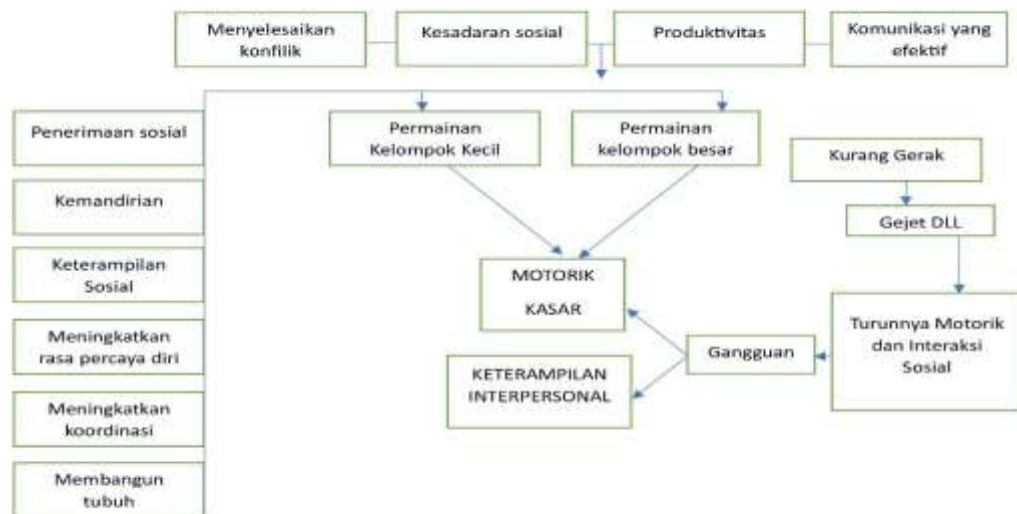 Menyelesaikan
konfilik
Kesadaran sosial
Produktivitas
Komunikasi yang
efektif
Penerimaan sosial
Permainan
Kelompok Kecil
Permainan
kelompok besar
Kurang Gerak
Kemandirian
Gejet DLL
Keterampilan
Sosial
MOTORIK
KASAR
Turunnya Motorik
dan Interaksi
Sosial
Meningkatkan
rasa percaya diri
Gangguan
KETERAMPILAN
INTERPERSONAL
Meningkatkan
koordinasi
Membangun
tubuh